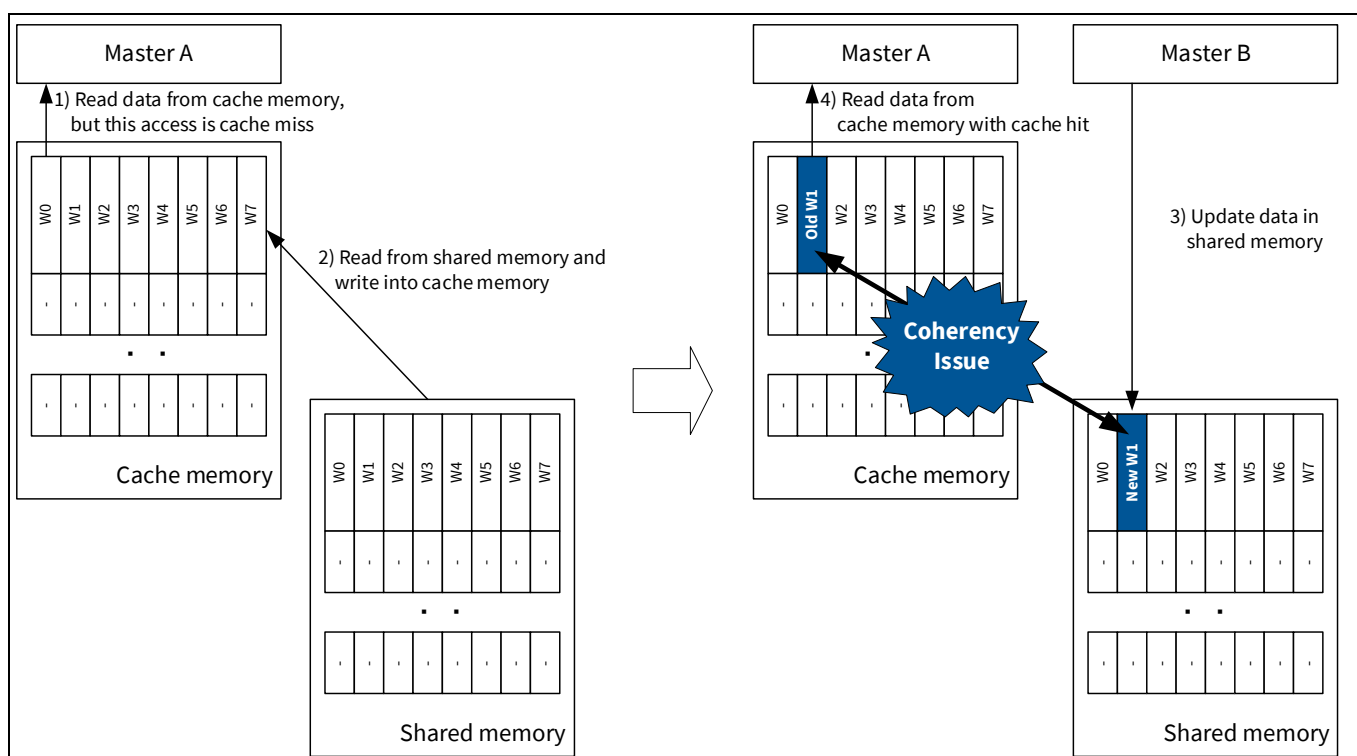 Master A
1) Read data from cache memory,
but this access is cache miss
W0 W1 W2 W3 W4 W5 W6 W7
- - - - - - - -
. .
- - - - - - - -
Cache memory
2) Read from shared memory and
write into cache memory
W0 W1 W2 W3 W4 W5 W6 W7
- - - - - - - -
. .
- - - - - - - -
Shared memory
Master A
Master B
4) Read data from
cache memory with cache hit
W0 Old W1 W2 W3 W4 W5 W6 W7
- - - - - - - -
Coherency
Issue
.
- - - - - - - -
Cache memory
3) Update data in
shared memory
W0 New W1 W2 W3 W4 W5 W6 W7
- - - - - - - -
. .
- - - - - - - -
Shared memory